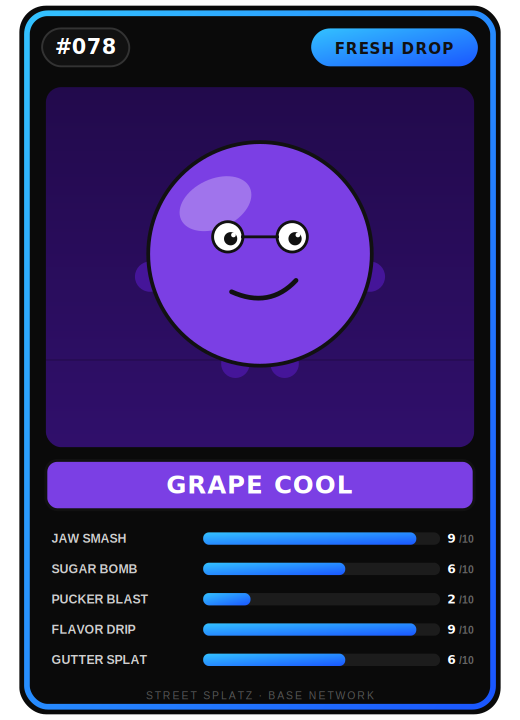 #078
FRESH DROP
GRAPE COOL
JAW SMASH 9 /10
SUGAR BOMB 6 /10
PUCKER BLAST 2 /10
FLAVOR DRIP 9 /10
GUTTER SPLAT 6 /10
STREET SPLATZ · BASE NETWORK